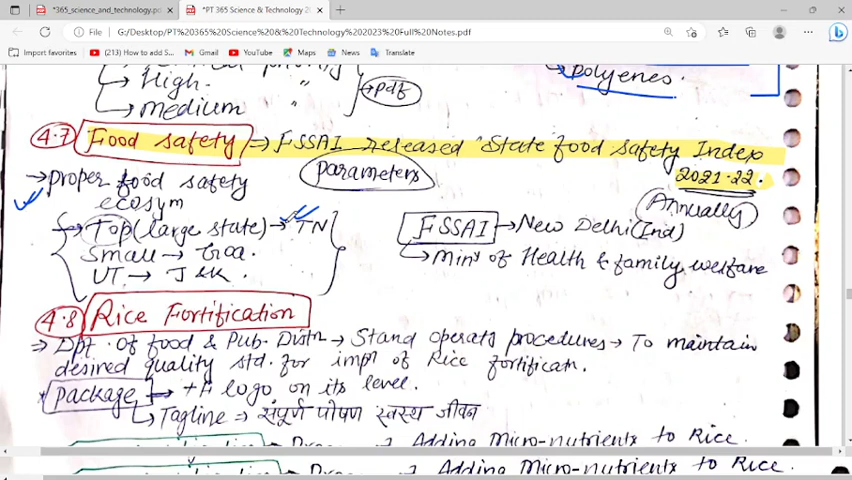 *365_science_and_technology.pd
*PT 365 Science & Technology 2
File G:/Desktop/PT%20365%20Science%20&%20Technology%202023%20Full%20Notes.pdf
Import favorites (213) How to add S... Gmail YouTube Maps News Translate
polyenes.
→ High.
→ medium " → pdf
4.7 Food safety ⇒ FSSAI released "State food safety Index
2021-22.
parameters
→ proper food safety
ecosym
Annually
→ Top (large state) → TN
FSSAI → New Delhi (Ind)
Small → Goa.
→ Minʸ of Health & family welfare
UT → J&K.
4.8 Rice Fortification
⇒ Dpt. of food & Pub. Distn → Stand operatg procedures → To maintain
desired quality std. for impn of Rice fortificatn.
* package → +F logo on its level.
→ Tagline ⇒ संपूर्ण पोषण स्वस्थ जीवन
→ Adding Micro-nutrients to Rice.
→ Adding Micro-nutrients to Rice.